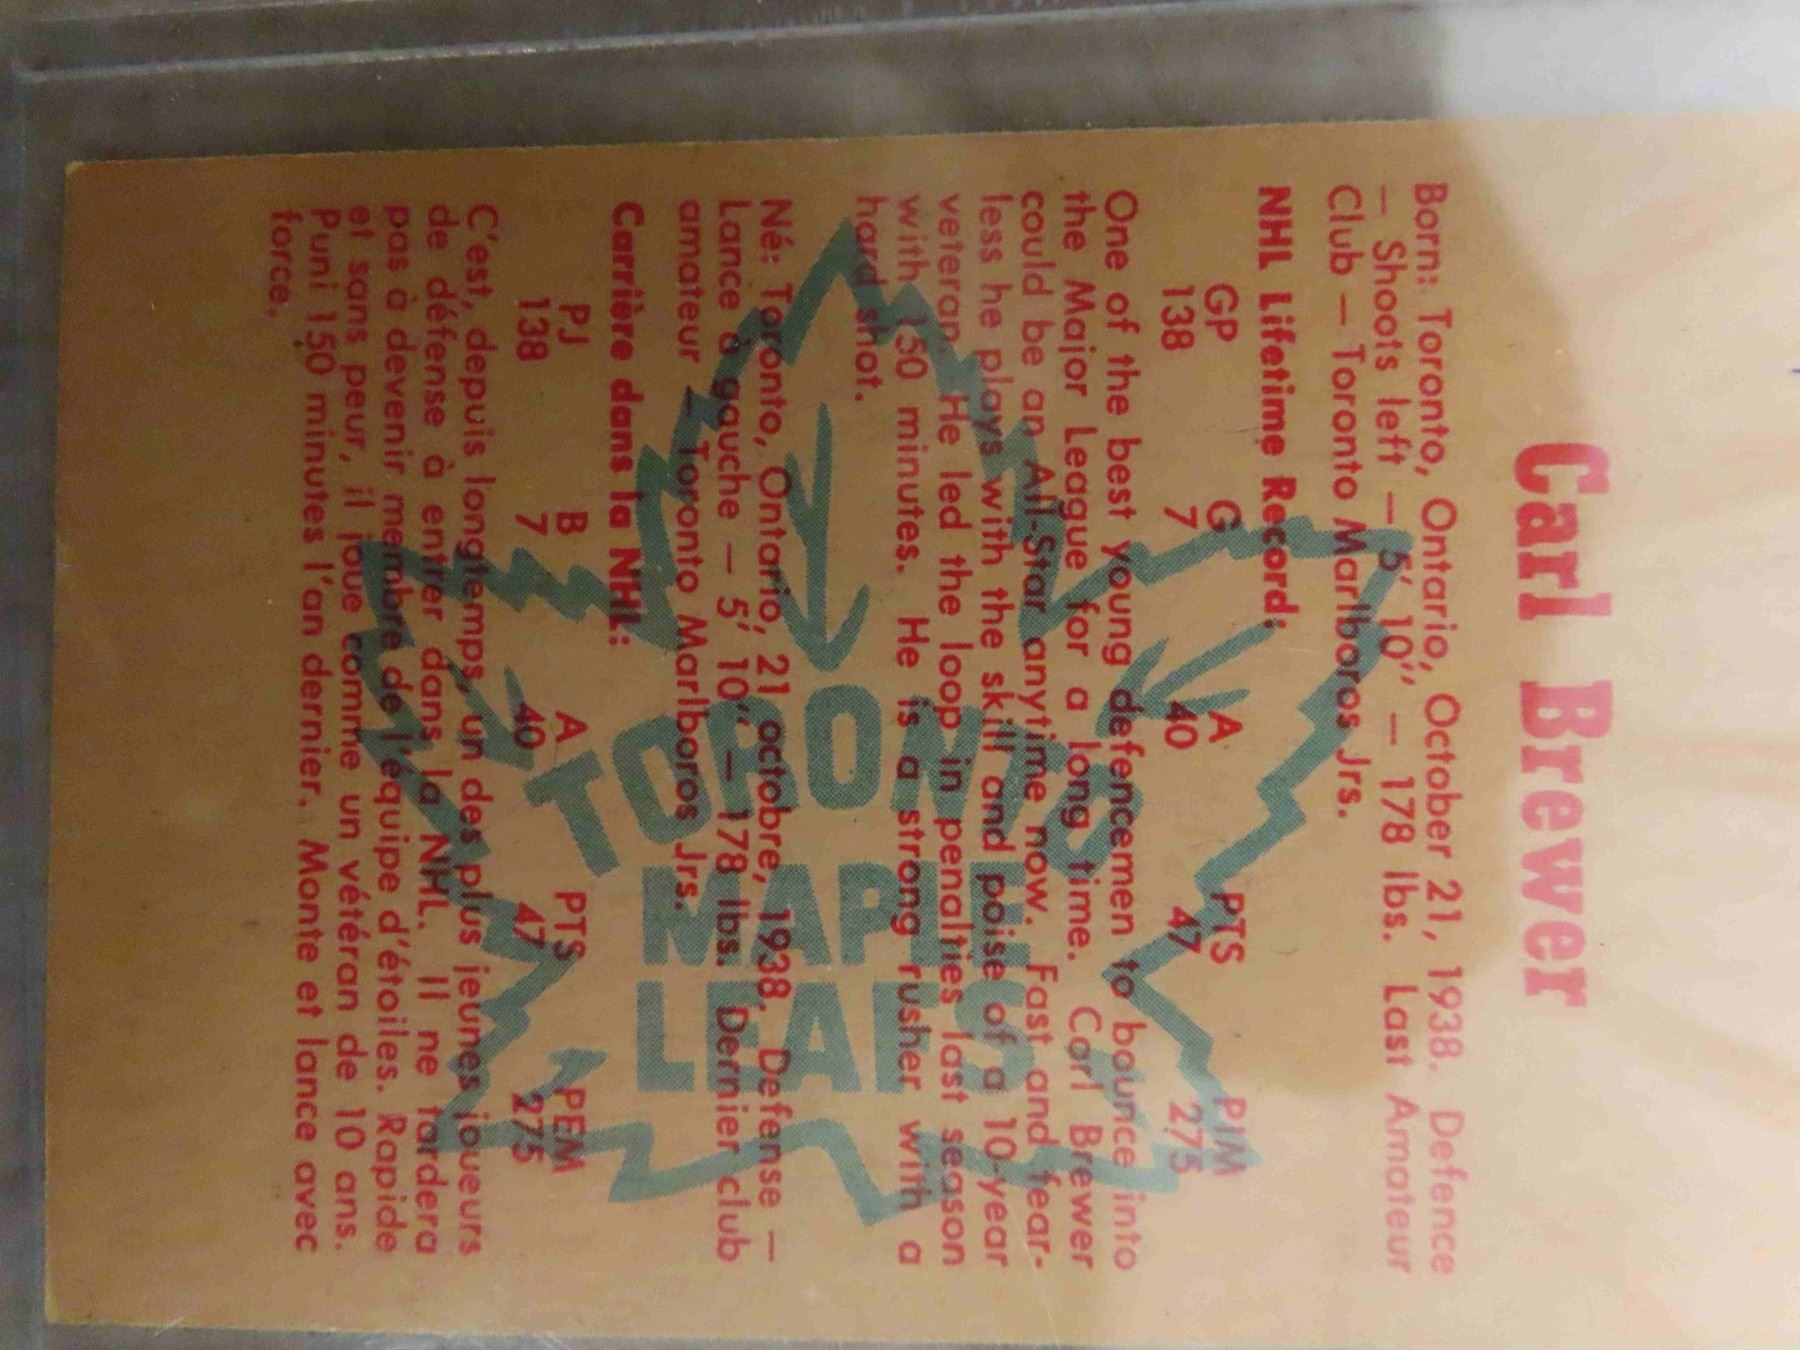 Carl Brewer
Born: Toronto, Ontario, October 21, 1938. Defence
— Shoots left — 5' 10" — 178 lbs. Last Amateur
Club — Toronto Marlboros Jrs.
NHL Lifetime Record:
GP G A PTS PIM
138 7 40 47 275
One of the best young defencemen to bounce into
the Major League for a long time. Carl Brewer
could be an All-Star anytime now. Fast and fear-
less he plays with the skill and poise of a 10-year
veteran. He led the loop in penalties last season
with 150 minutes. He is a strong rusher with a
hard shot.
Né: Toronto, Ontario, 21 octobre, 1938. Defense —
Lance à gauche — 5' 10" — 178 lbs. Dernier club
amateur — Toronto Marlboros Jrs.
Carrière dans la NHL:
PJ B A PTS PEM
138 7 40 47 275
C'est, depuis longtemps, un des plus jeunes joueurs
de défense à entrer dans la NHL. Il ne tardera
pas à devenir membre de l'équipe d'étoiles. Rapide
et sans peur, il joue comme un vétéran de 10 ans.
Puni 150 minutes l'an dernier. Monte et lance avec
force.
TORONTO
MAPLE
LEAFS